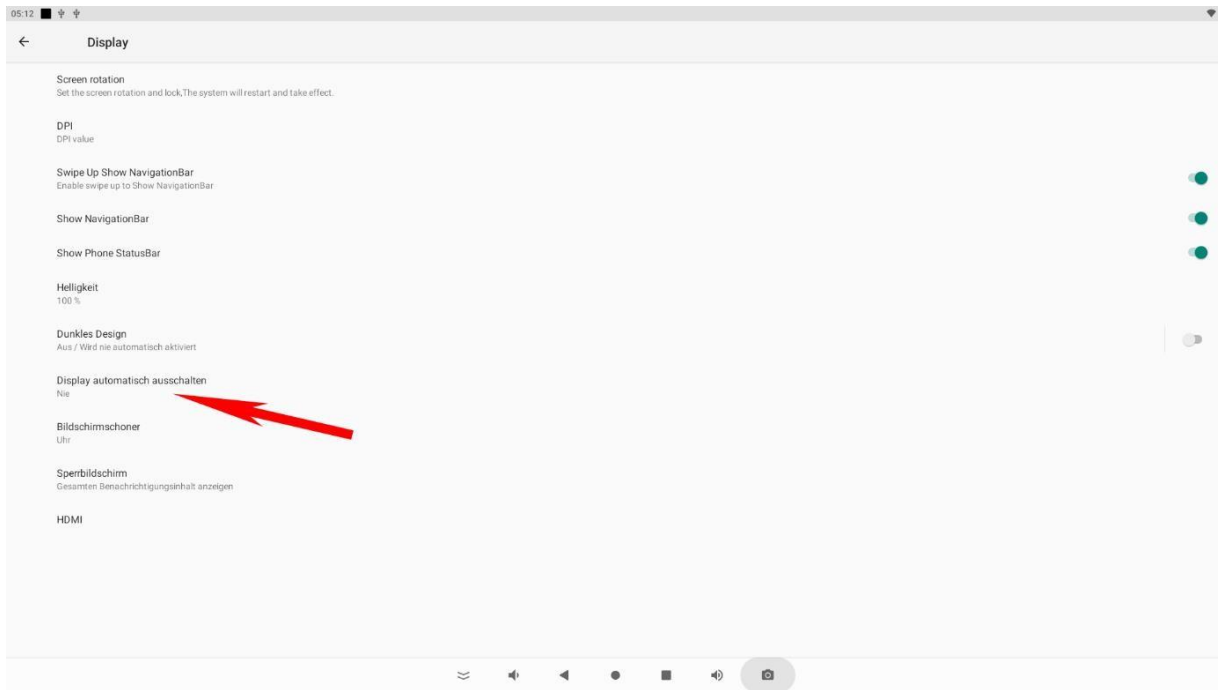 05:12
Display
Screen rotation
Set the screen rotation and lock,The system will restart and take effect.
DPI
DPI value
Swipe Up Show NavigationBar
Enable swipe up to Show NavigationBar
Show NavigationBar
Show Phone StatusBar
Helligkeit
100 %
Dunkles Design
Aus / Wird nie automatisch aktiviert
Display automatisch ausschalten
Nie
Bildschirmschoner
Uhr
Sperrbildschirm
Gesamten Benachrichtigungsinhalt anzeigen
HDMI